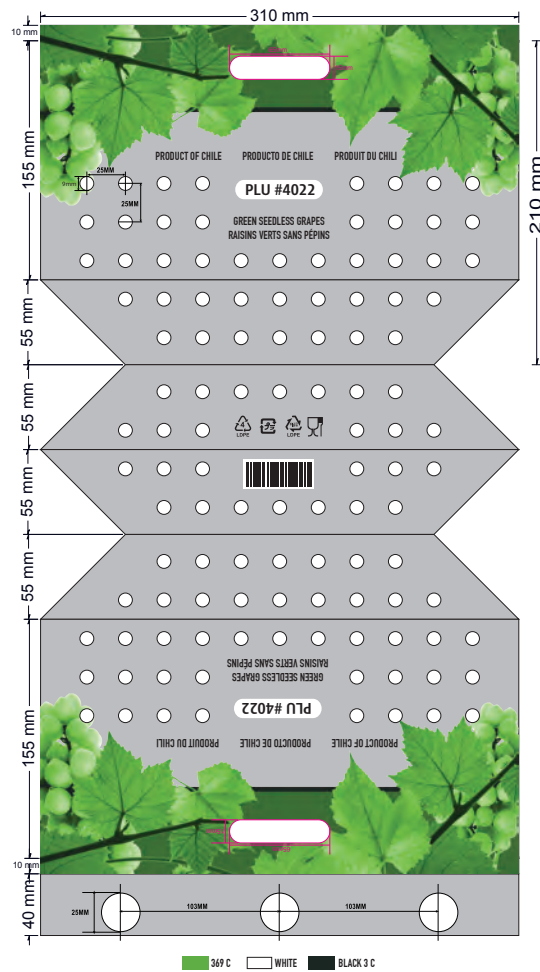 310 mm
10 mm
155 mm
210 mm
PRODUCT OF CHILE PRODUCTO DE CHILE PRODUIT DU CHILI
25MM
9mm
PLU #4022
25MM
GREEN SEEDLESS GRAPES
RAISINS VERTS SANS PÉPINS
55 mm
55 mm
4
LDPE
LDPE
55 mm
55 mm
RAISINS VERTS SANS PÉPINS
GREEN SEEDLESS GRAPES
PLU #4022
PRODUIT DU CHILI PRODUCTO DE CHILE PRODUCT OF CHILE
155 mm
10 mm
40 mm
25MM
103MM
103MM
369 C WHITE BLACK 3 C